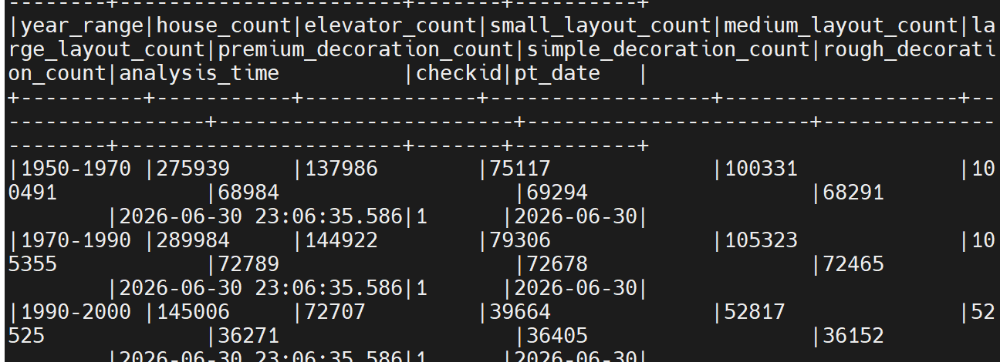 --------+-----------------------+-------+----------+
|year_range|house_count|elevator_count|small_layout_count|medium_layout_count|la
rge_layout_count|premium_decoration_count|simple_decoration_count|rough_decorati
on_count|analysis_time          |checkid|pt_date   |
+----------+-----------+--------------+------------------+-------------------+--
----------------+------------------------+-----------------------+--------------
--------+-----------------------+-------+----------+
|1950-1970 |275939     |137986        |75117             |100331             |10
0491            |68984                   |69294                  |68291
        |2026-06-30 23:06:35.586|1      |2026-06-30|
|1970-1990 |289984     |144922        |79306             |105323             |10
5355            |72789                   |72678                  |72465
        |2026-06-30 23:06:35.586|1      |2026-06-30|
|1990-2000 |145006     |72707         |39664             |52817              |52
525             |36271                   |36405                  |36152
        |2026-06-30 23:06:35.586|1      |2026-06-30|